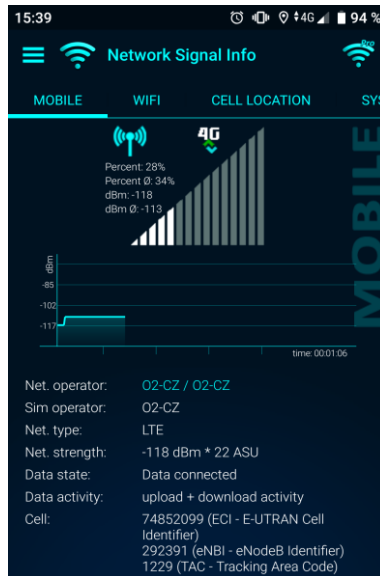 15:39 4G 94 %
Network Signal Info Pro
MOBILE WIFI CELL LOCATION SYS
4G
Percent: 28%
Percent Ø: 34%
dBm: -118
dBm Ø: -113
MOBILE
dBm
-85
-102
-117
time: 00:01:06
Net. operator: O2-CZ / O2-CZ
Sim operator: O2-CZ
Net. type: LTE
Net. strength: -118 dBm * 22 ASU
Data state: Data connected
Data activity: upload + download activity
Cell: 74852099 (ECI - E-UTRAN Cell
Identifier)
292391 (eNBI - eNodeB Identifier)
1229 (TAC - Tracking Area Code)